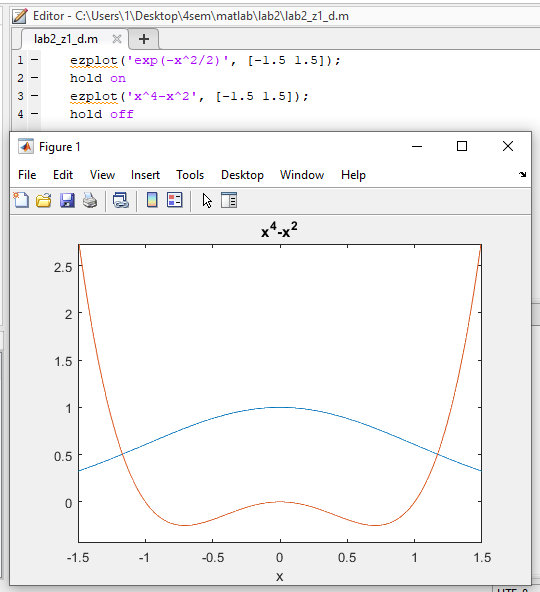 Editor - C:\Users\1\Desktop\4sem\matlab\lab2\lab2_z1_d.m
lab2_z1_d.m
1 - ezplot('exp(-x^2/2)', [-1.5 1.5]);
2 - hold on
3 - ezplot('x^4-x^2', [-1.5 1.5]);
4 - hold off
Figure 1
File Edit View Insert Tools Desktop Window Help
x⁴-x²
2.5
2
1.5
1
0.5
0
-1.5 -1 -0.5 0 0.5 1 1.5
x